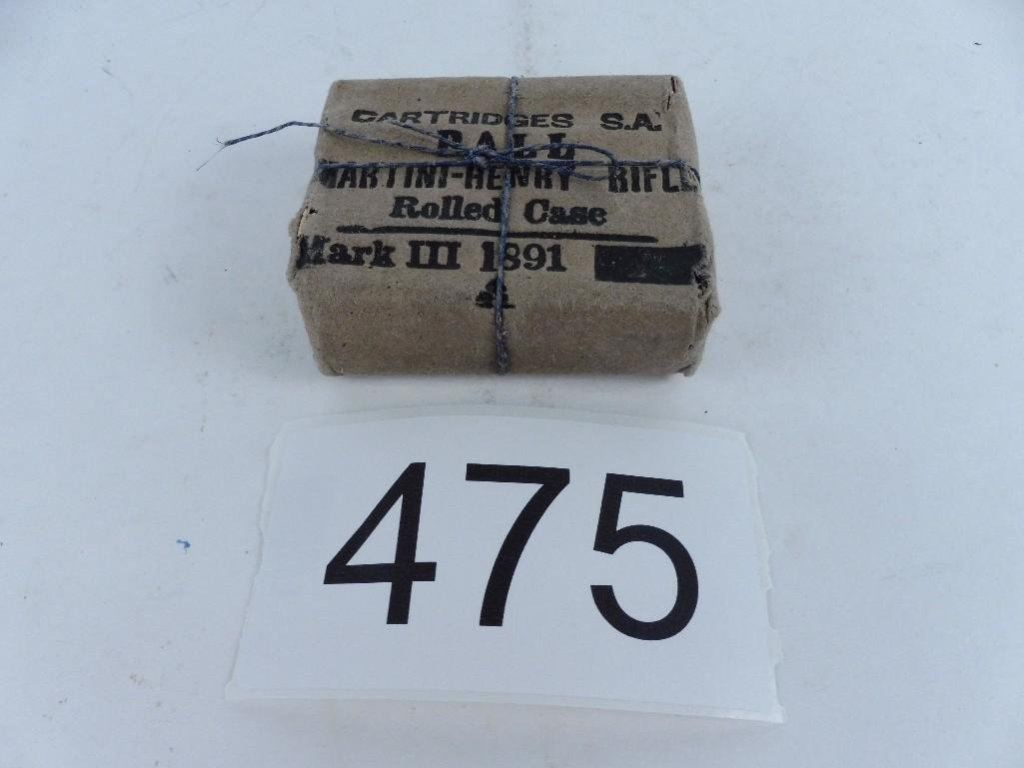 CARTRIDGES S.A.
BALL
MARTINI-HENRY RIFLE
Rolled Case
Mark III 1891
475